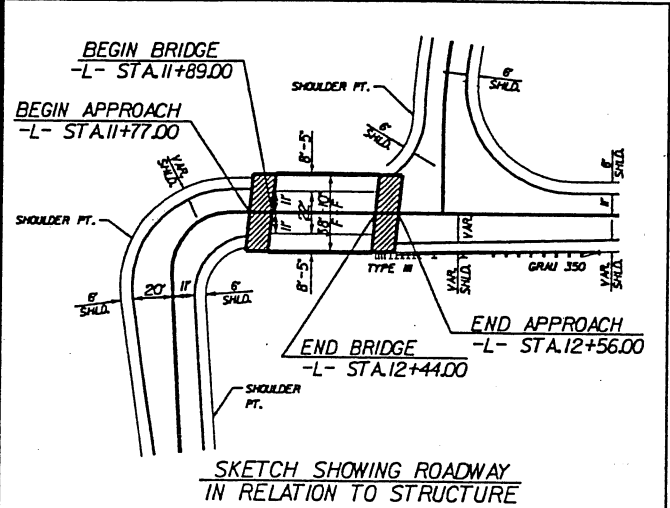 BEGIN BRIDGE
-L- STA.11+89.00
BEGIN APPROACH
-L- STA.11+77.00
SHOULDER PT.
6'
SHLD.
6'
SHLD.
VAR.
SHLD.
8'-5"
11'
22'
11'
38'-10"
F F
8'-5"
8'
SHLD.
11'
VAR.
VAR.
SHLD.
VAR.
SHLD.
TYPE III
GRAU 350
SHOULDER PT.
6'
SHLD.
20'
11'
6'
SHLD.
END APPROACH
-L- STA.12+56.00
END BRIDGE
-L- STA.12+44.00
SHOULDER
PT.
SKETCH SHOWING ROADWAY
IN RELATION TO STRUCTURE